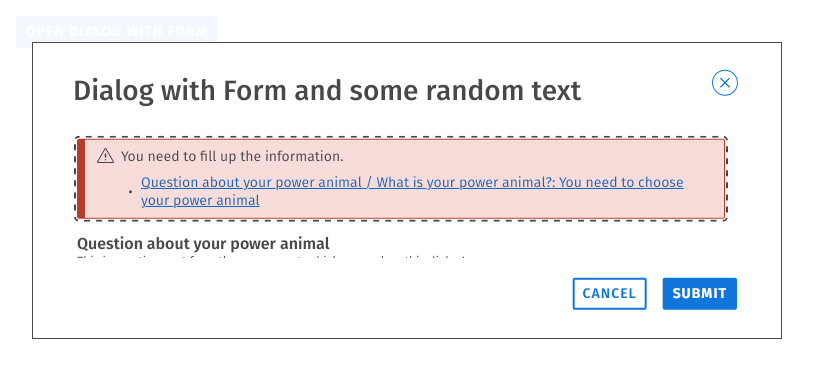 OPEN DIALOG WITH FORM
Dialog with Form and some random text
You need to fill up the information.
Question about your power animal / What is your power animal?: You need to choose
your power animal
Question about your power animal
CANCEL
SUBMIT